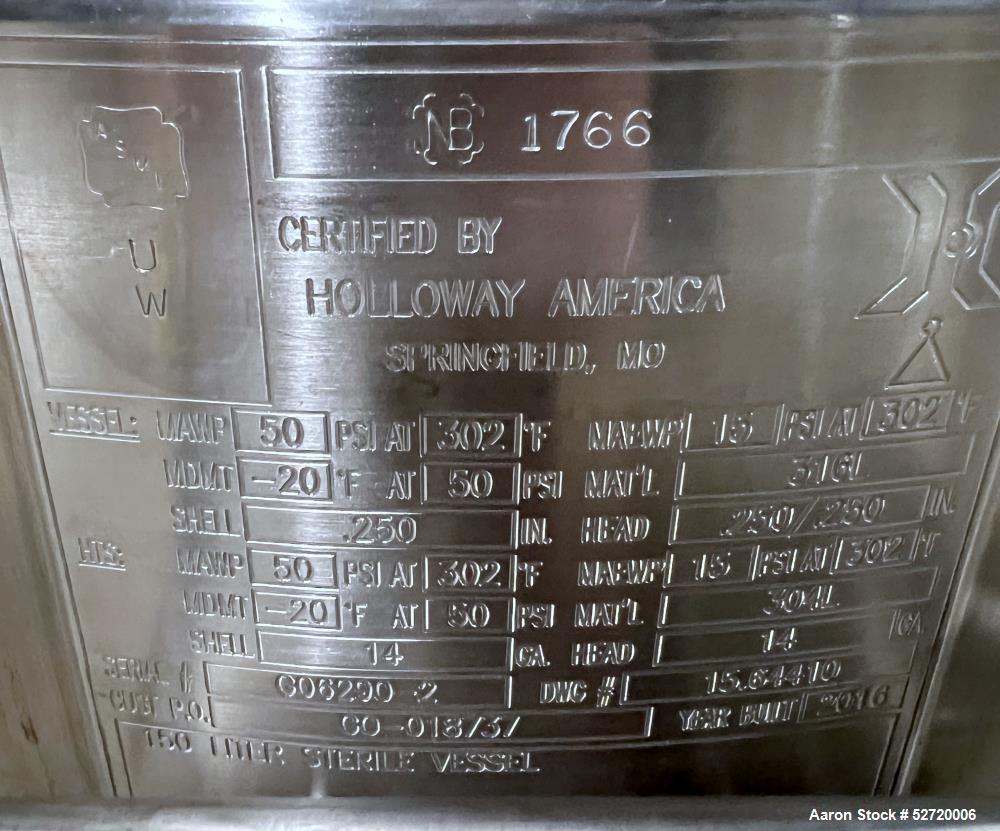 ASME
U
W
NB 1766
CERTIFIED BY
HOLLOWAY AMERICA
SPRINGFIELD, MO
VESSEL: MAWP 50 PSI AT 302 °F MAEWP 15 PSI AT 302 °F
MDMT -20 °F AT 50 PSI MAT'L 316L
SHELL .250 IN. HEAD .250/.250 IN.
HTS: MAWP 50 PSI AT 302 °F MAEWP 15 PSI AT 302 °F
MDMT -20 °F AT 50 PSI MAT'L 304L
SHELL 14 GA. HEAD 14 GA.
SERIAL # G06290-2 DWG # 15.64410
CUST P.O. YEAR BUILT 2016
150 LITER STERILE VESSEL
Aaron Stock # 52720006